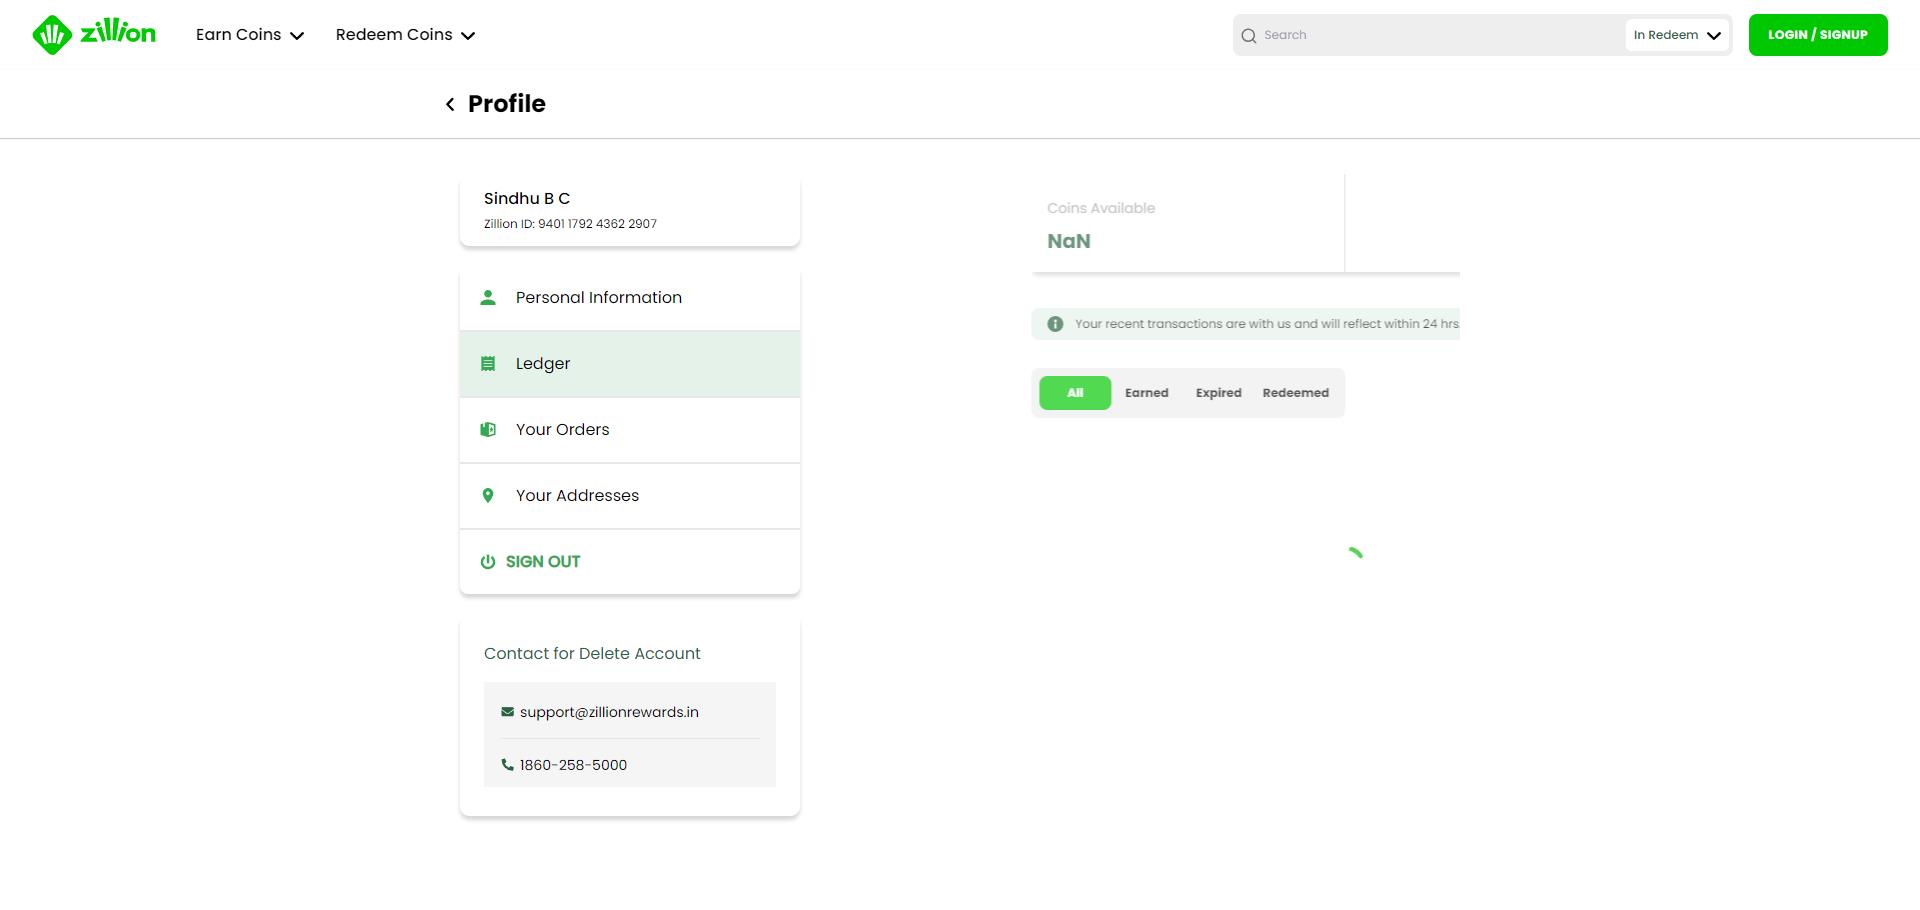 zillion
Earn Coins
Redeem Coins
Search
In Redeem
LOGIN / SIGNUP
Profile
Sindhu B C
Zillion ID: 9401 1792 4362 2907
Personal Information
Ledger
Your Orders
Your Addresses
SIGN OUT
Contact for Delete Account
support@zillionrewards.in
1860-258-5000
Coins Available
NaN
Your recent transactions are with us and will reflect within 24 hrs.
All
Earned
Expired
Redeemed